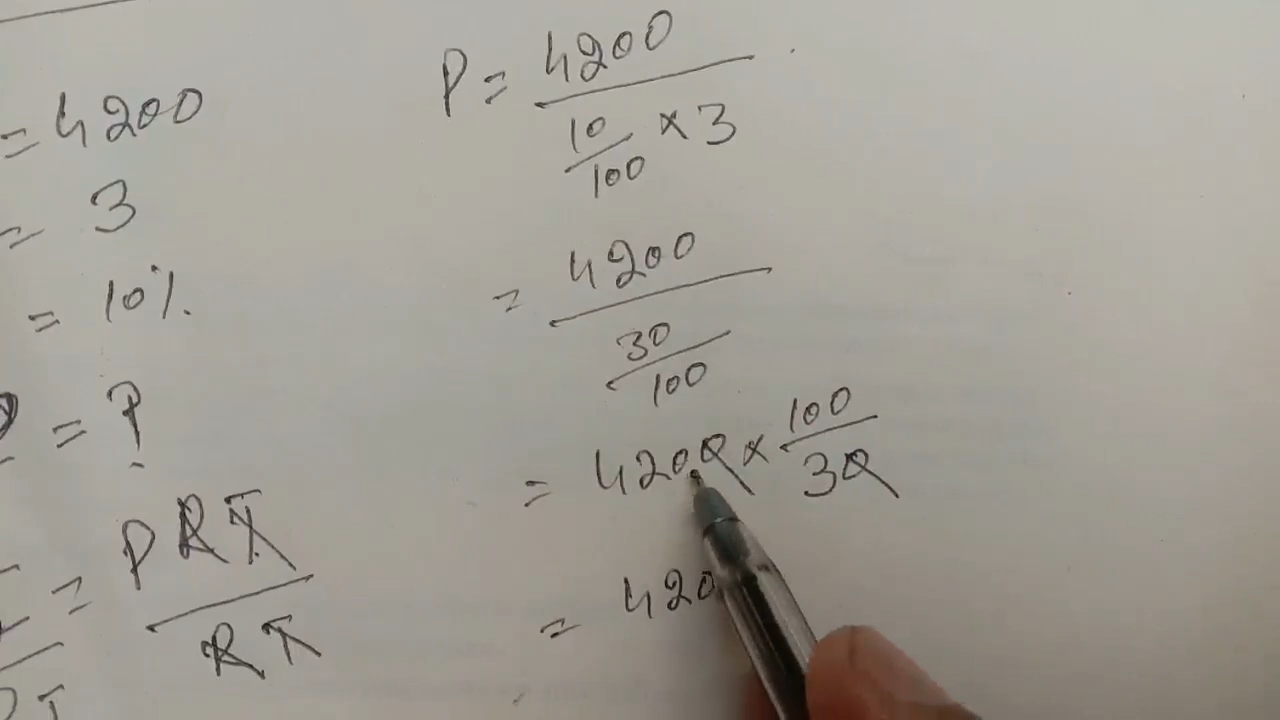 = 4200
= 3
= 10%.
= ?
= PRT
RT
P = 4200
10/100 × 3
= 4200
30/100
= 4200 × 100/30
= 420